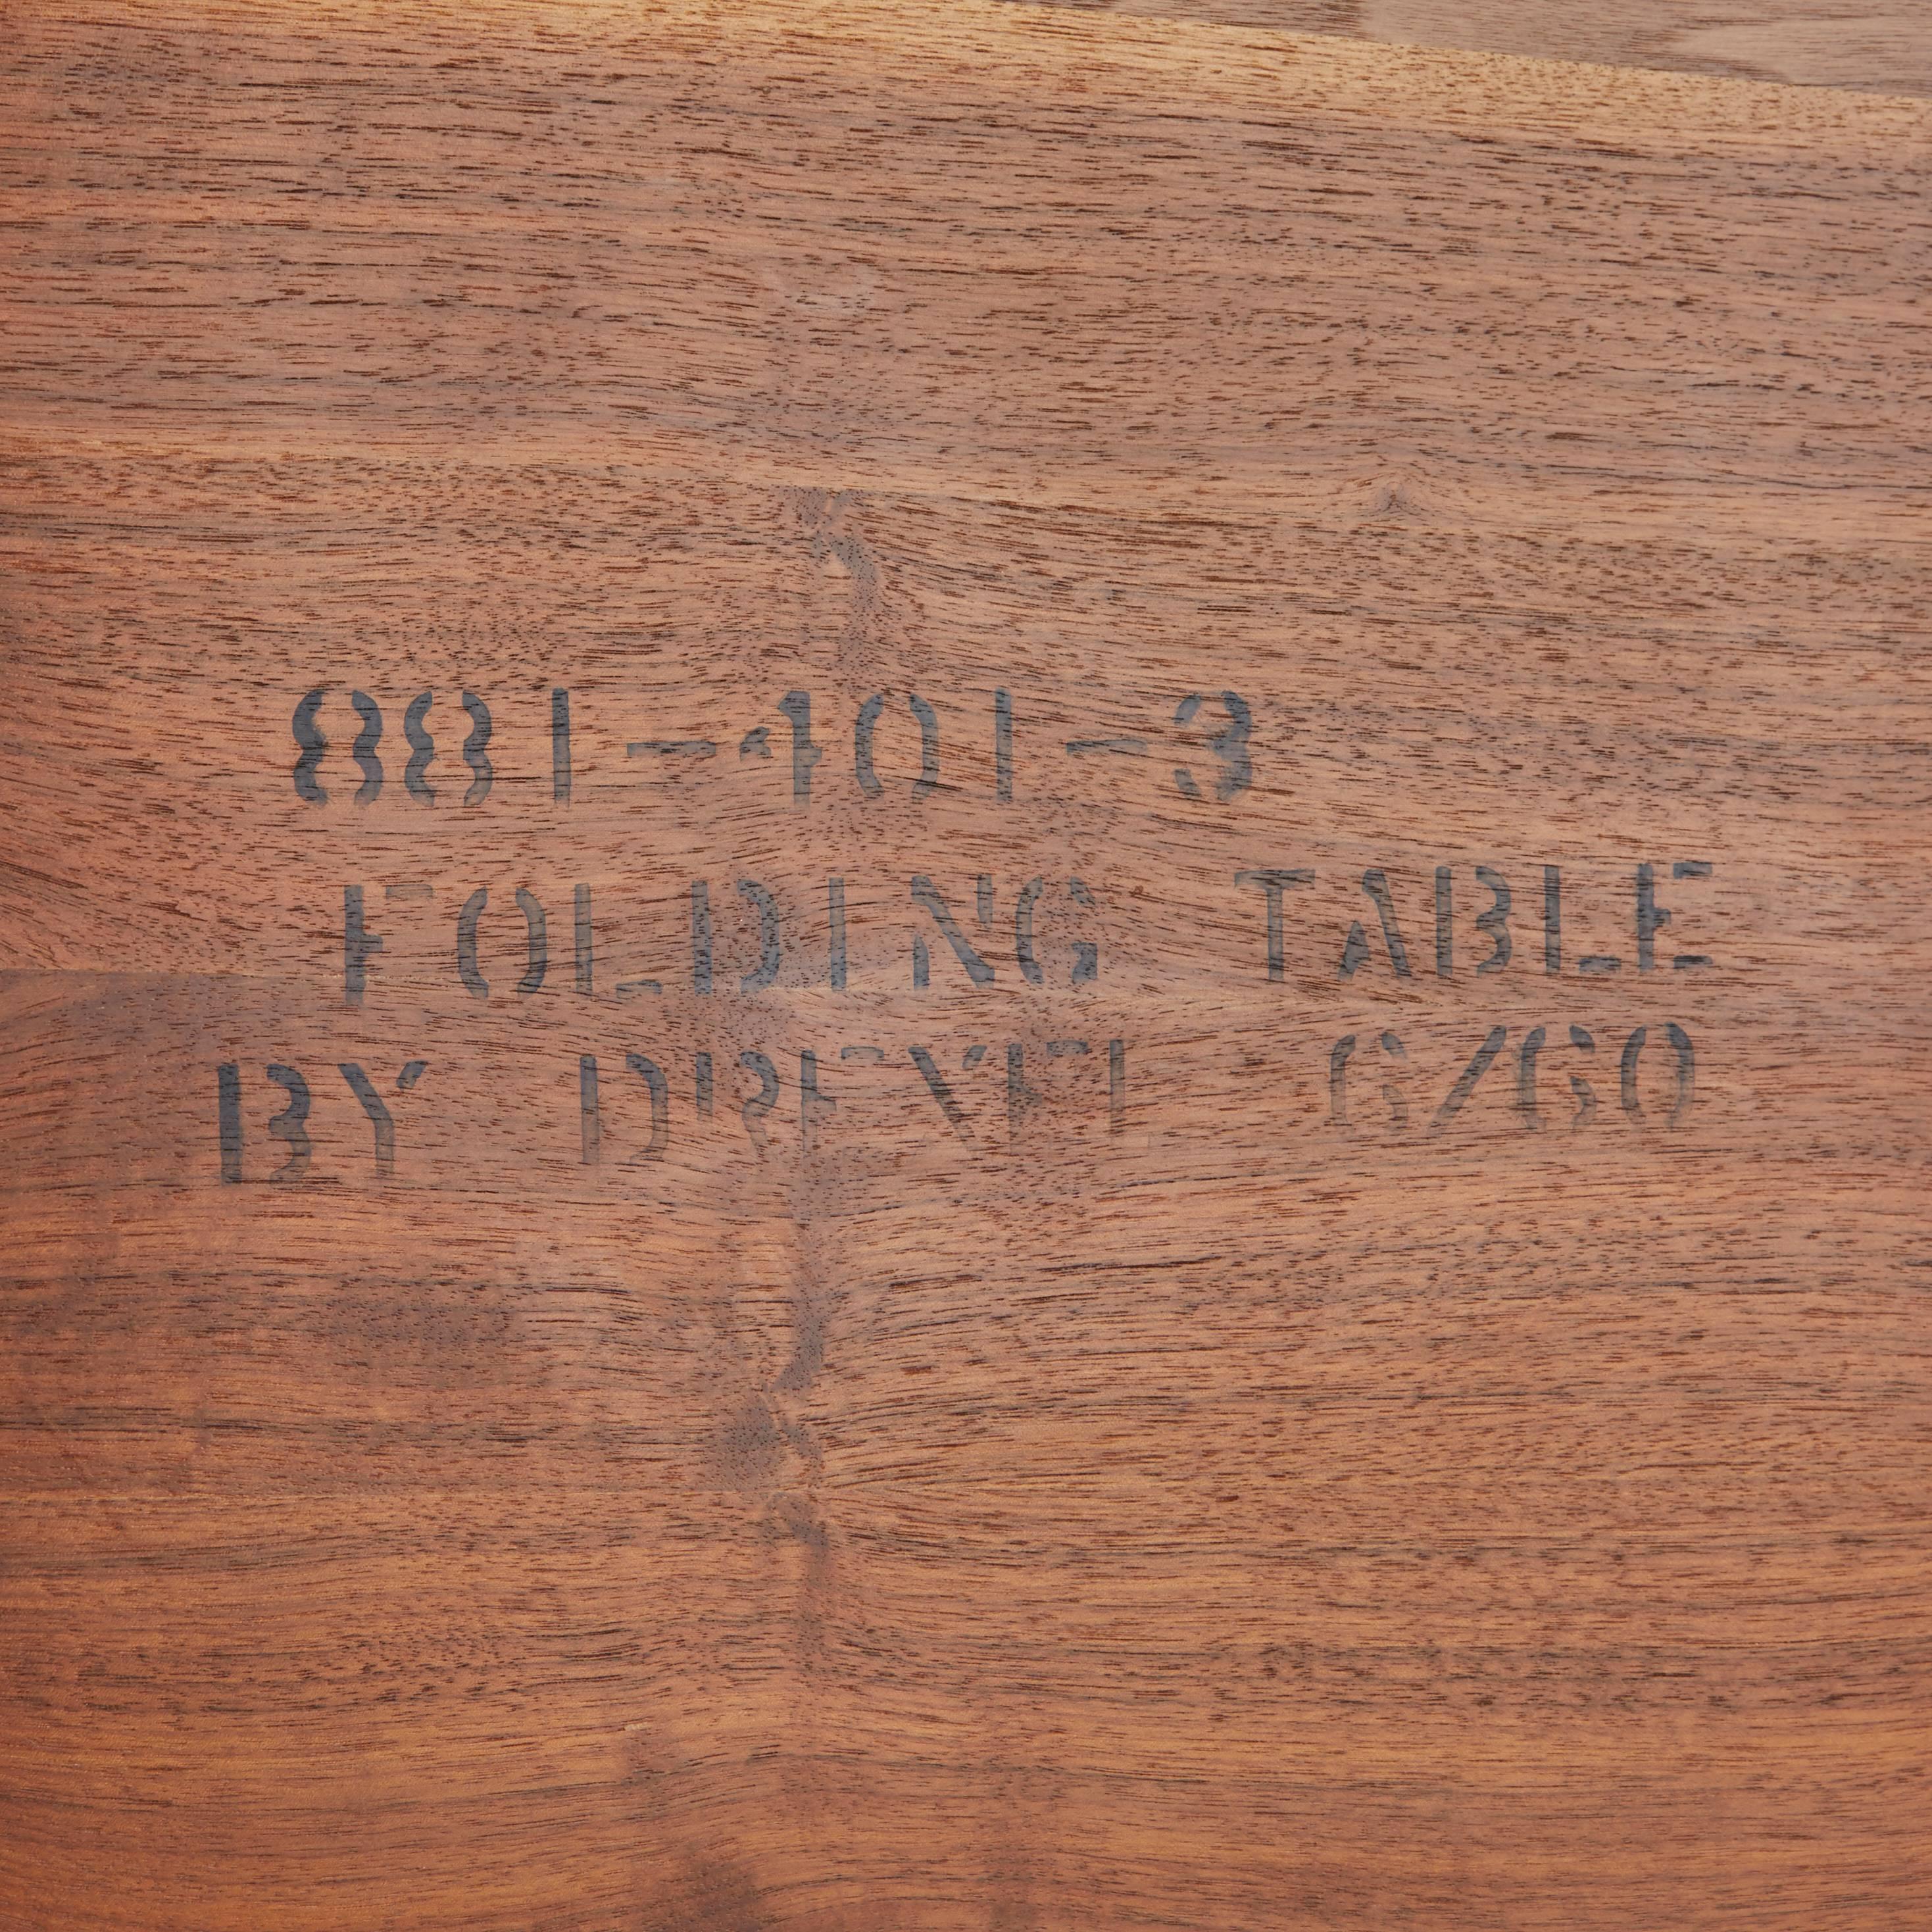 881-401-3
FOLDING TABLE
BY DREXEL 6/60